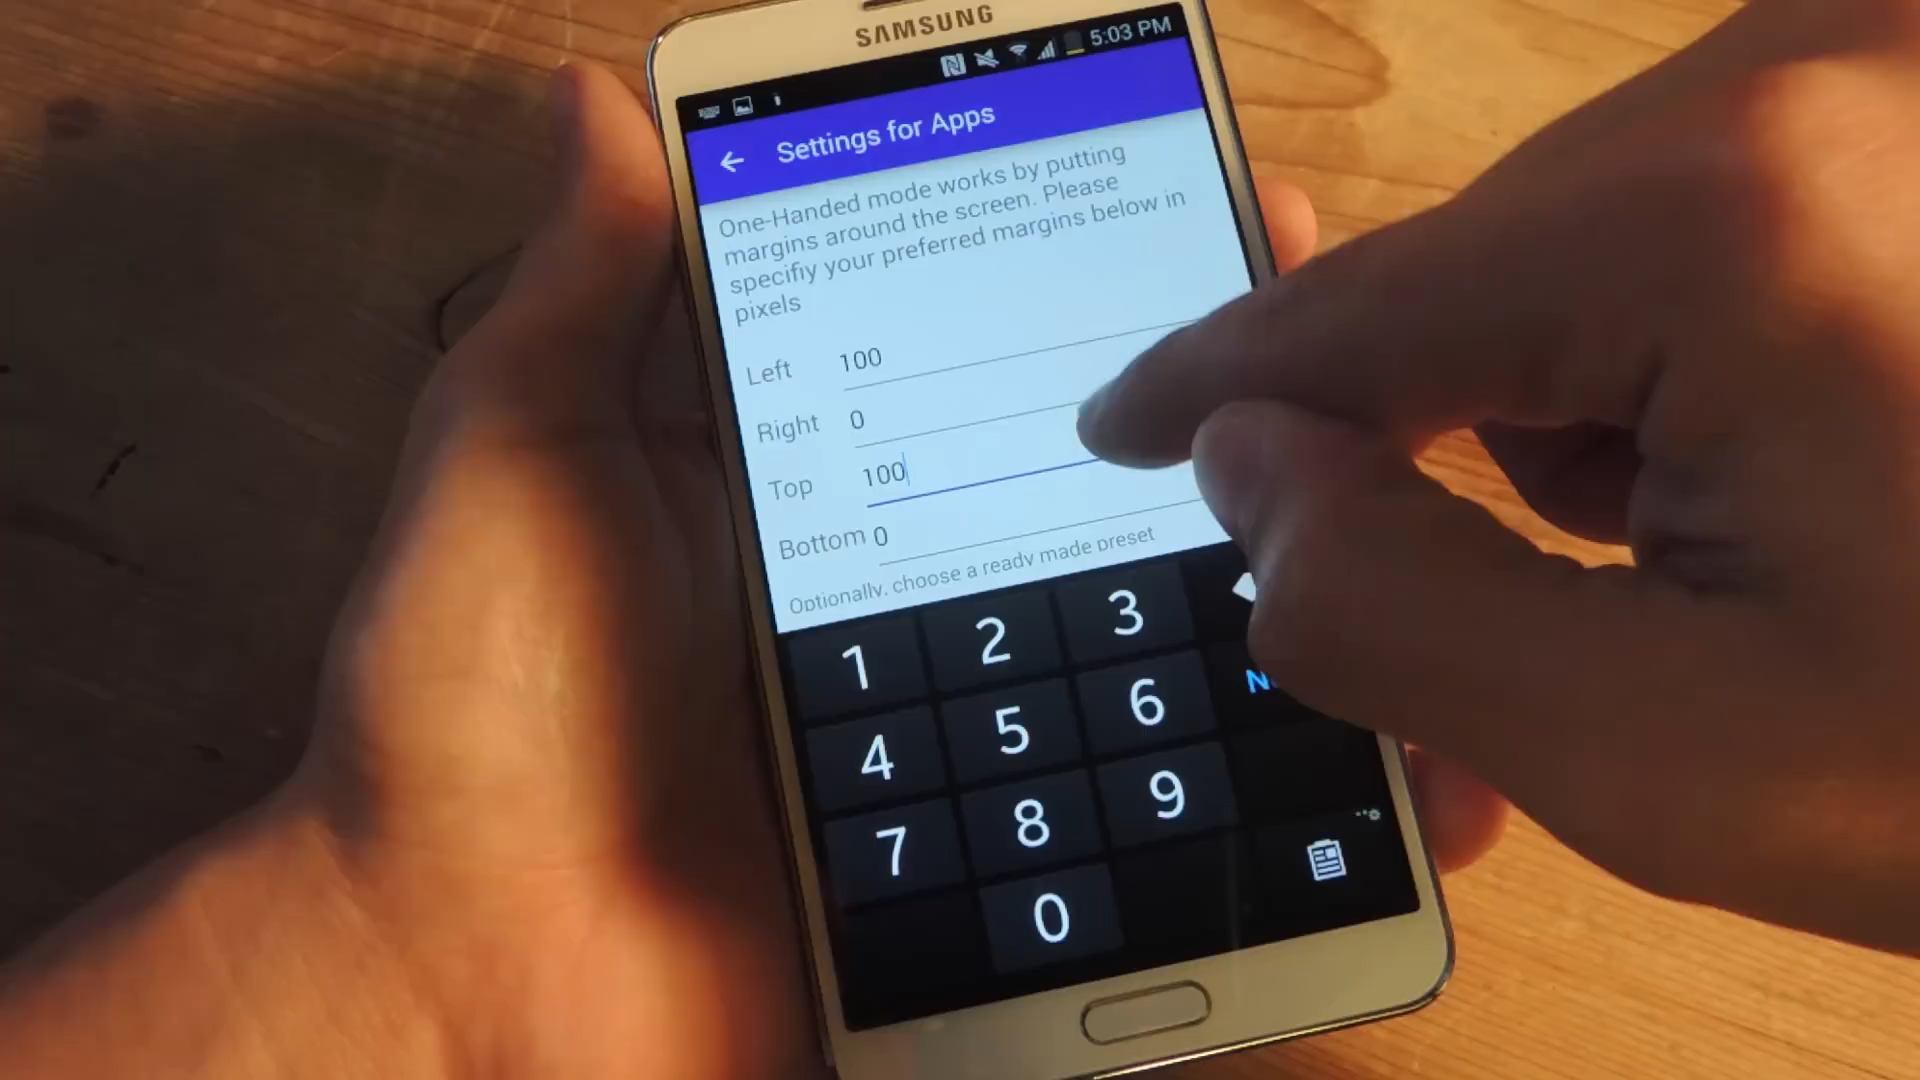 SAMSUNG
5:03 PM
Settings for Apps
One-Handed mode works by putting
margins around the screen. Please
specifiy your preferred margins below in
pixels
Left 100
Right 0
Top 100
Bottom 0
Optionally, choose a ready made preset
1 2 3
4 5 6
7 8 9
0